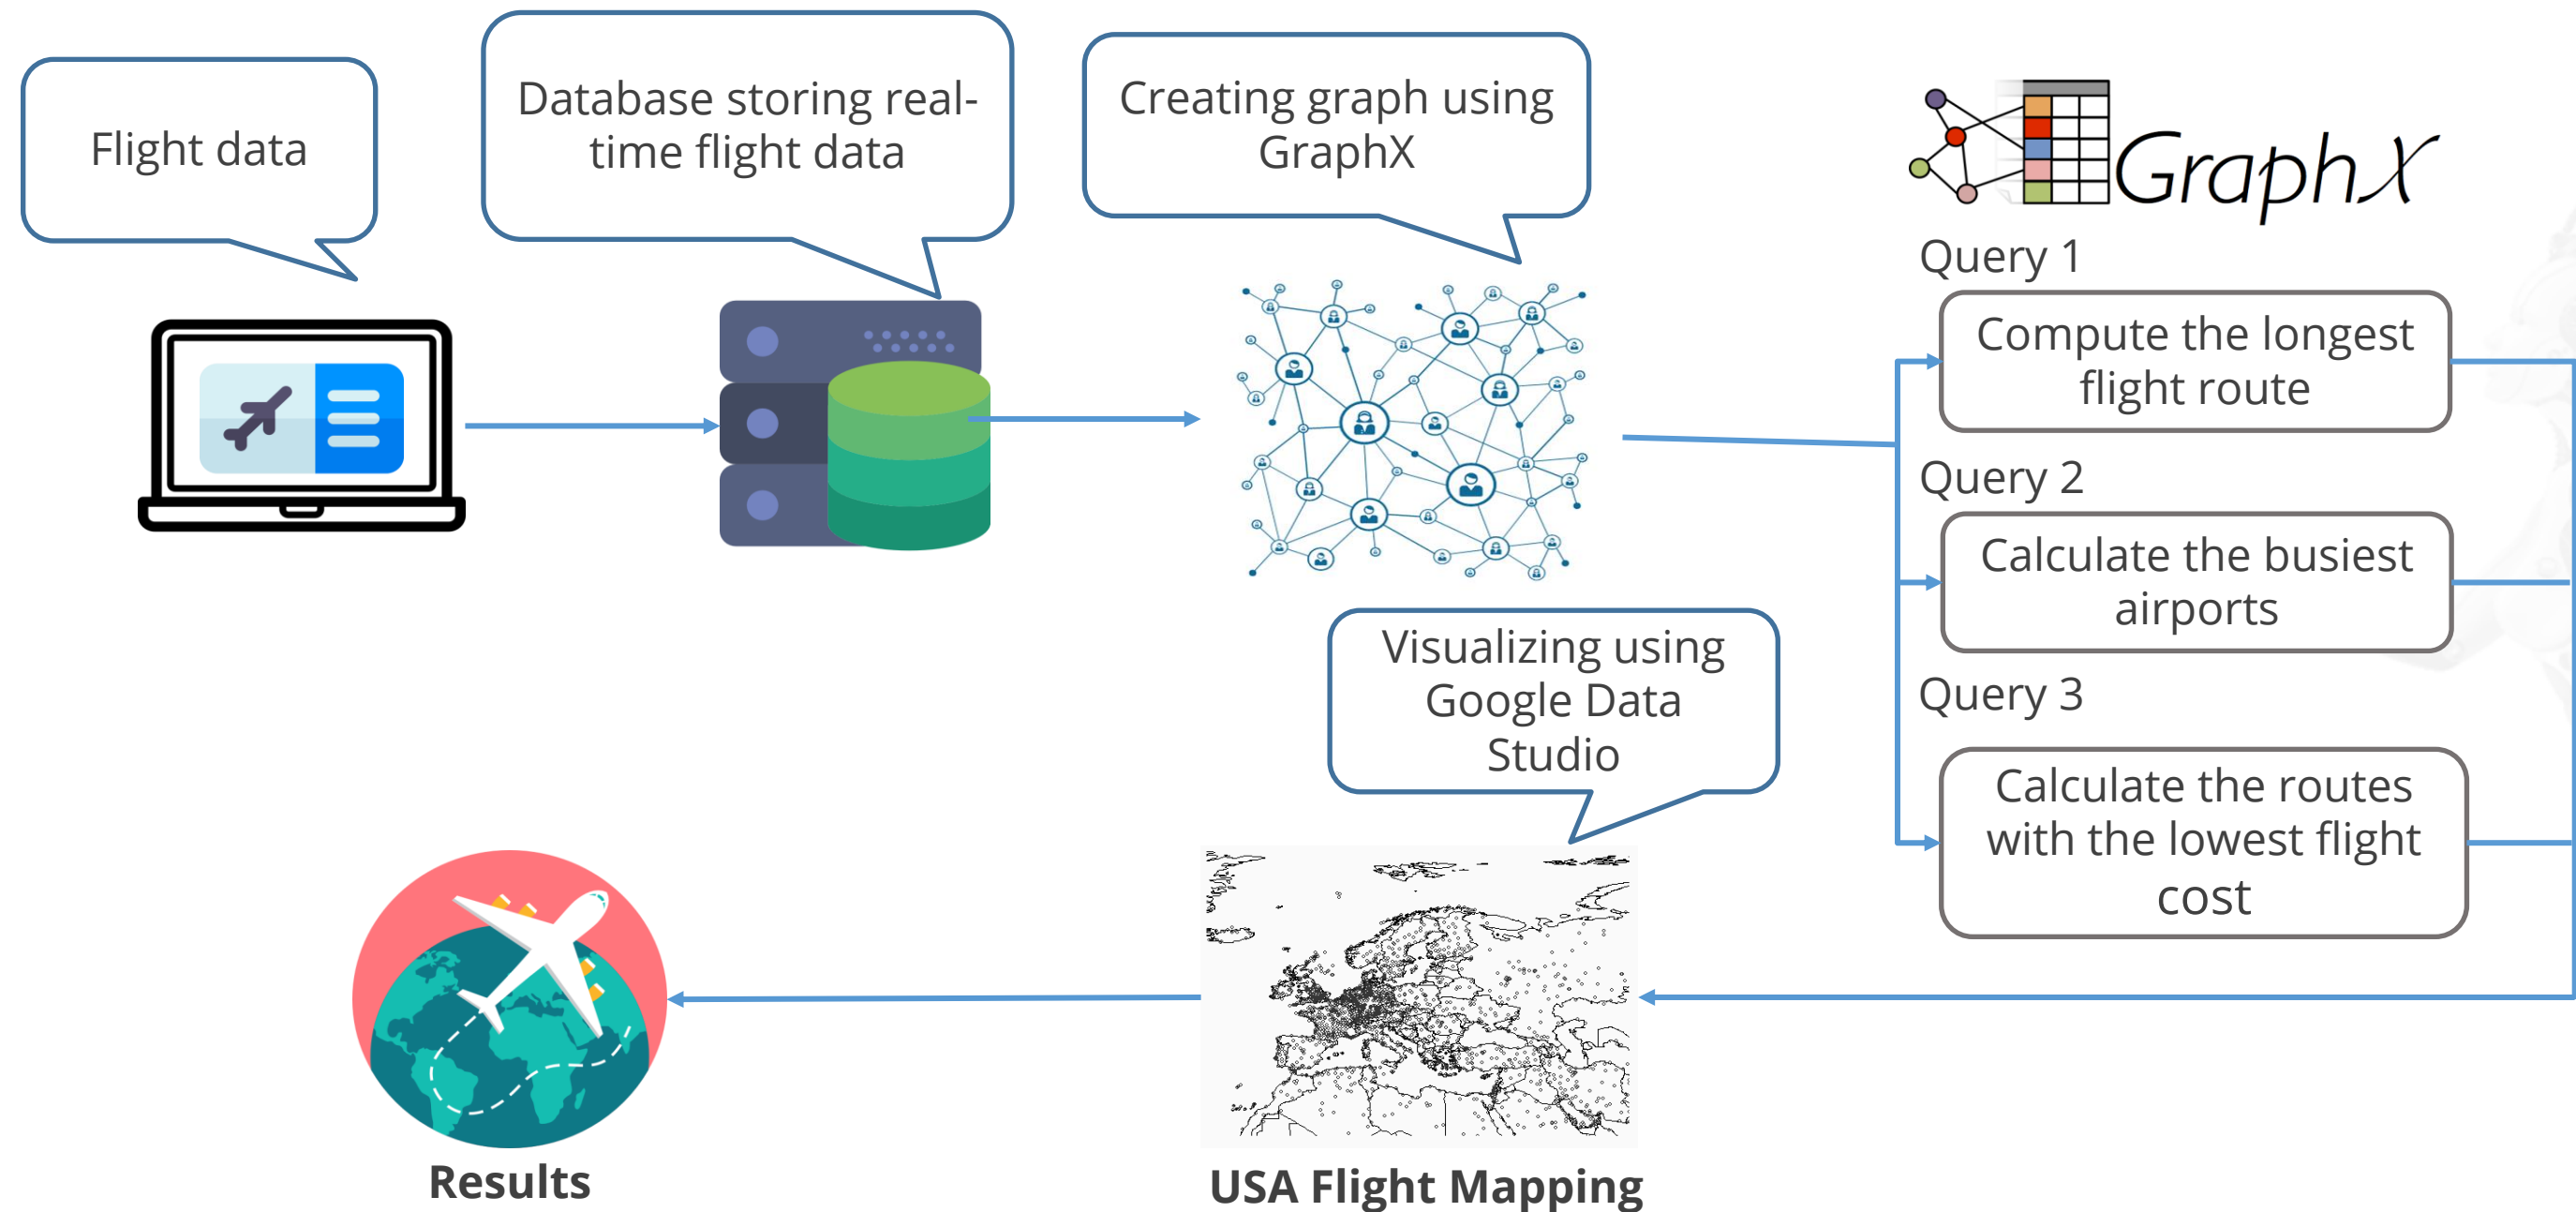 Flight data
Database storing real-
time flight data
Creating graph using
GraphX
GraphX
Query 1
Compute the longest
flight route
Query 2
Calculate the busiest
airports
Query 3
Calculate the routes
with the lowest flight
cost
Visualizing using
Google Data
Studio
USA Flight Mapping
Results